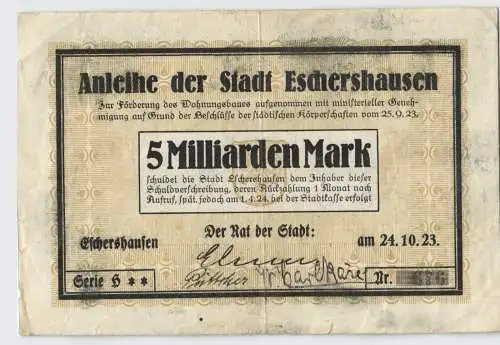 Anleihe der Stadt Eschershausen
Zur Förderung des Wohnungsbaues aufgenommen mit ministerieller Geneh-
migung auf Grund der Beschlüsse der städtischen Körperschaften vom 25.9.23.
5 Milliarden Mark
schuldet die Stadt Eschershausen dem Inhaber dieser
Schuldverschreibung, deren Rückzahlung 1 Monat nach
Aufruf, spät. jedoch am 1.4.24. bei der Stadtkasse erfolgt
Der Rat der Stadt:
Eschershausen am 24.10.23.
Serie H ** Nr. 676